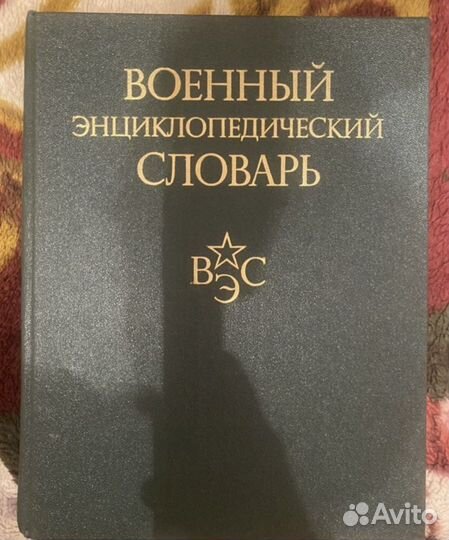 ВОЕННЫЙ
ЭНЦИКЛОПЕДИЧЕСКИЙ
СЛОВАРЬ
ВЭС
Avito